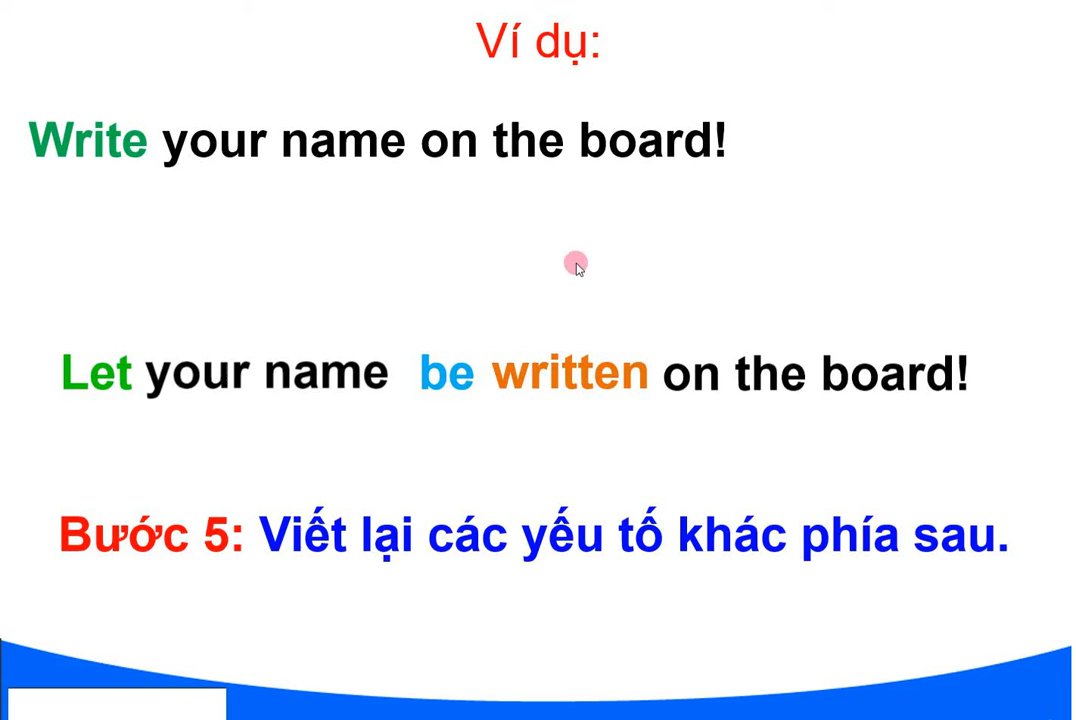 Ví dụ:
Write your name on the board!
Let your name be written on the board!
Bước 5: Viết lại các yếu tố khác phía sau.